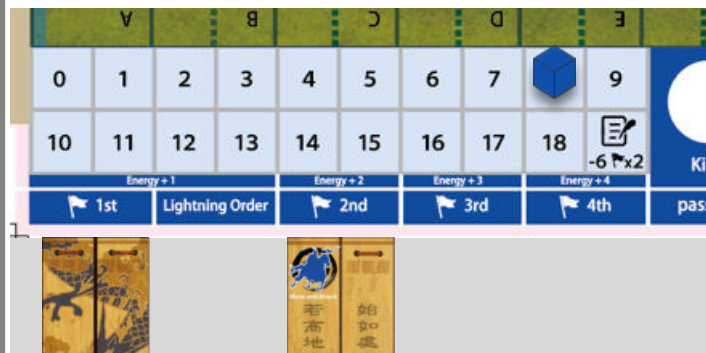 A B C D E
0 1 2 3 4 5 6 7 9
10 11 12 13 14 15 16 17 18
-6 x2
Ki
Energy + 1 Energy + 2 Energy + 3 Energy + 4
1st Lightning Order 2nd 3rd 4th pas
Move and Attack
若高地
始如處